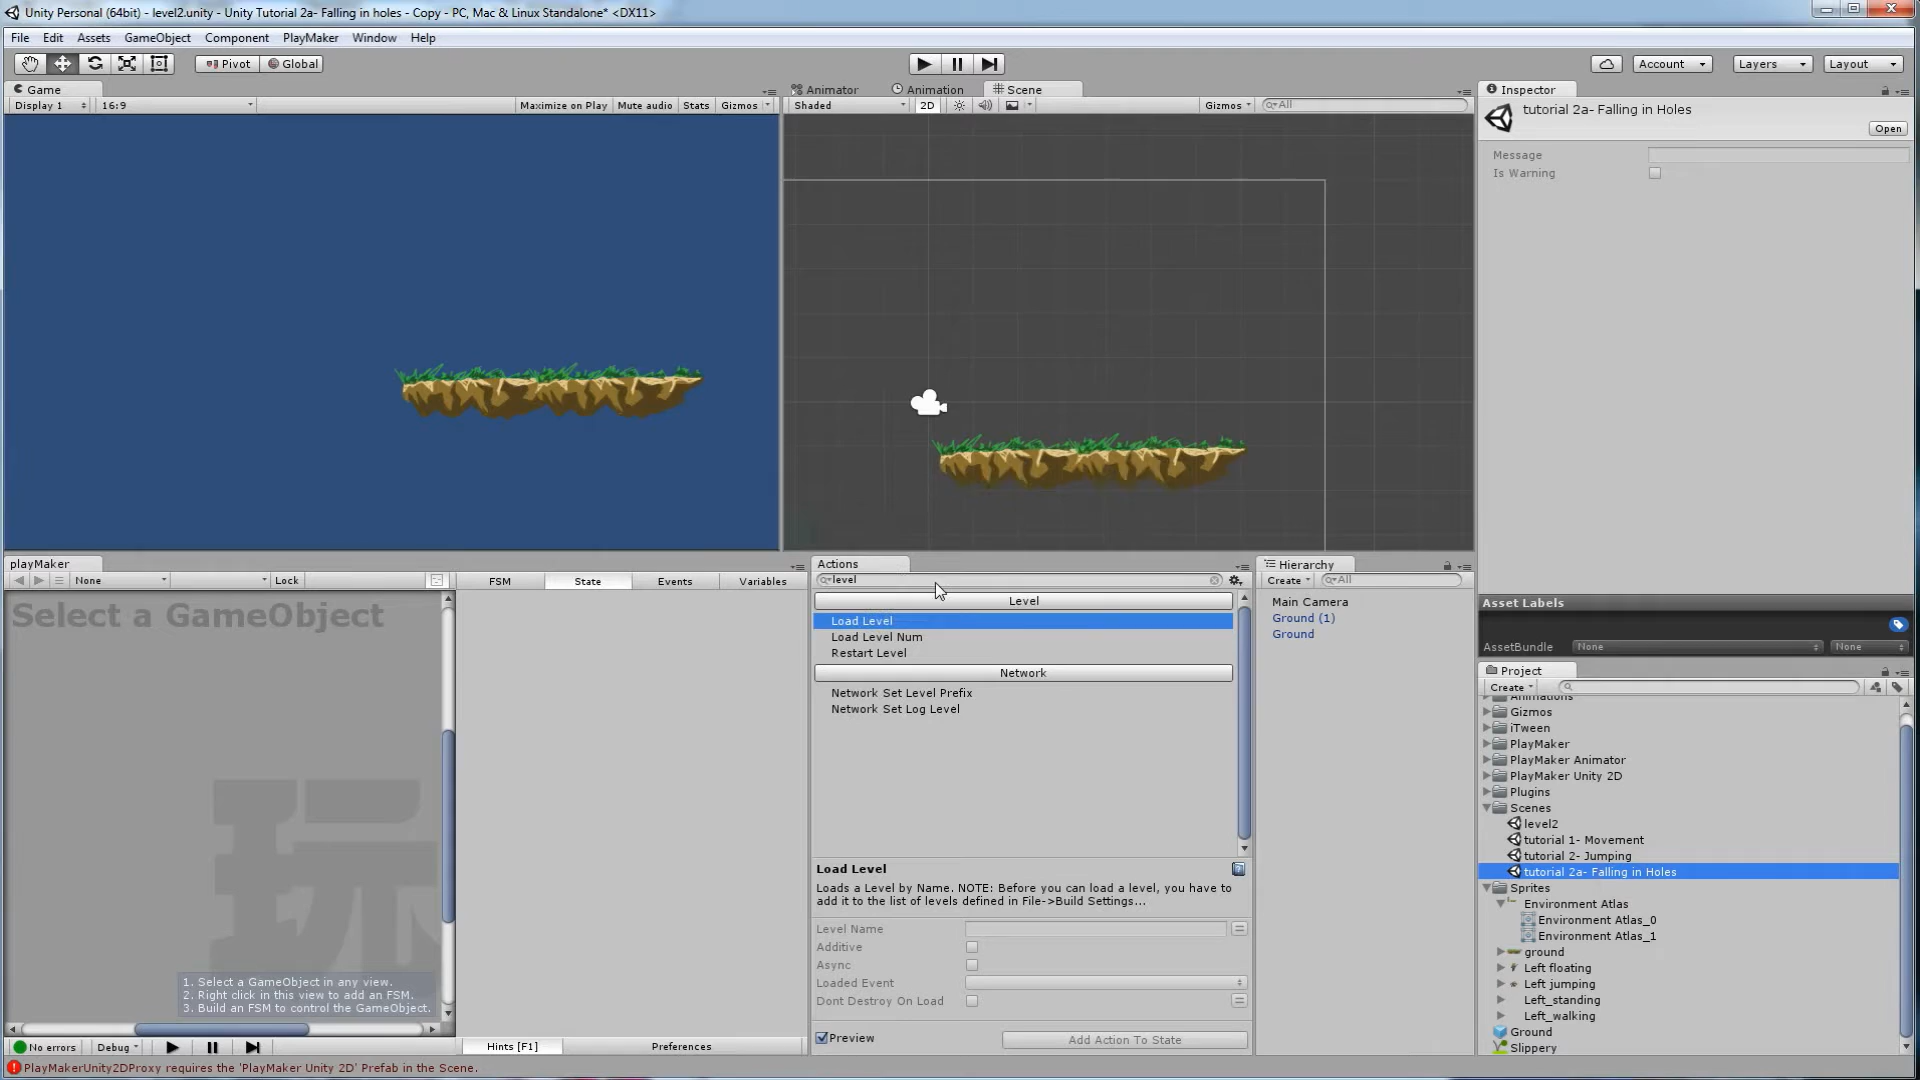 Unity Personal (64bit) - level2.unity - Unity Tutorial 2a- Falling in holes - Copy - PC, Mac & Linux Standalone* <DX11>
File Edit Assets GameObject Component PlayMaker Window Help
Pivot Global Account Layers Layout
Game
Display 1 16:9 Maximize on Play Mute audio Stats Gizmos
Animator Animation Scene
Shaded 2D Gizmos All
Inspector
tutorial 2a- Falling in Holes
Open
Message
Is Warning
playMaker
None Lock
FSM State Events Variables
Select a GameObject
玩
1. Select a GameObject in any view.
2. Right click in this view to add an FSM.
3. Build an FSM to control the GameObject.
No errors Debug Hints [F1] Preferences
Actions
level
Level
Load Level
Load Level Num
Restart Level
Network
Network Set Level Prefix
Network Set Log Level
Load Level
Loads a Level by Name. NOTE: Before you can load a level, you have to
add it to the list of levels defined in File->Build Settings...
Level Name
Additive
Async
Loaded Event
Dont Destroy On Load
Preview Add Action To State
Hierarchy
Create All
Main Camera
Ground (1)
Ground
Asset Labels
AssetBundle None None
Project
Create
Animations
Gizmos
iTween
PlayMaker
PlayMaker Animator
PlayMaker Unity 2D
Plugins
Scenes
level2
tutorial 1- Movement
tutorial 2- Jumping
tutorial 2a- Falling in Holes
Sprites
Environment Atlas
Environment Atlas_0
Environment Atlas_1
ground
Left floating
Left jumping
Left_standing
Left_walking
Ground
Slippery
PlayMakerUnity2DProxy requires the 'PlayMaker Unity 2D' Prefab in the Scene.